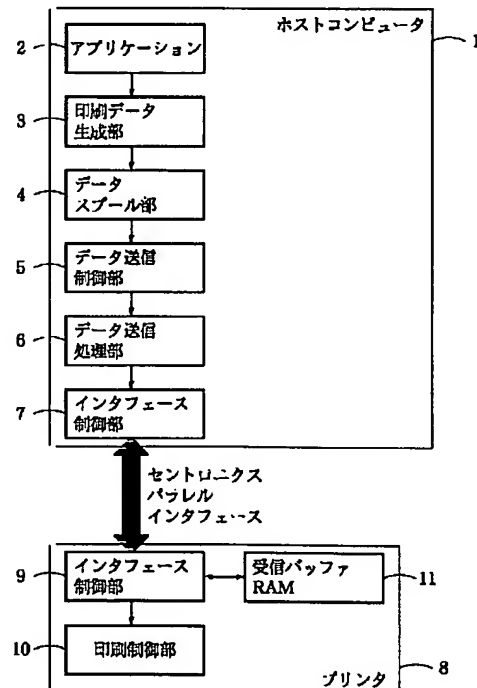 ホストコンピュータ
1
2
アプリケーション
3
印刷データ
生成部
4
データ
スプール部
5
データ送信
制御部
6
データ送信
処理部
7
インタフェース
制御部
セントロニクス
パラレル
インタフェース
9
インタフェース
制御部
受信バッファ
RAM
11
10
印刷制御部
8
プリンタ